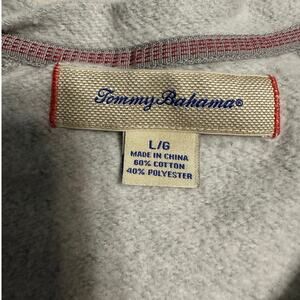 Tommy Bahama®
L/G
MADE IN CHINA
60% COTTON
40% POLYESTER